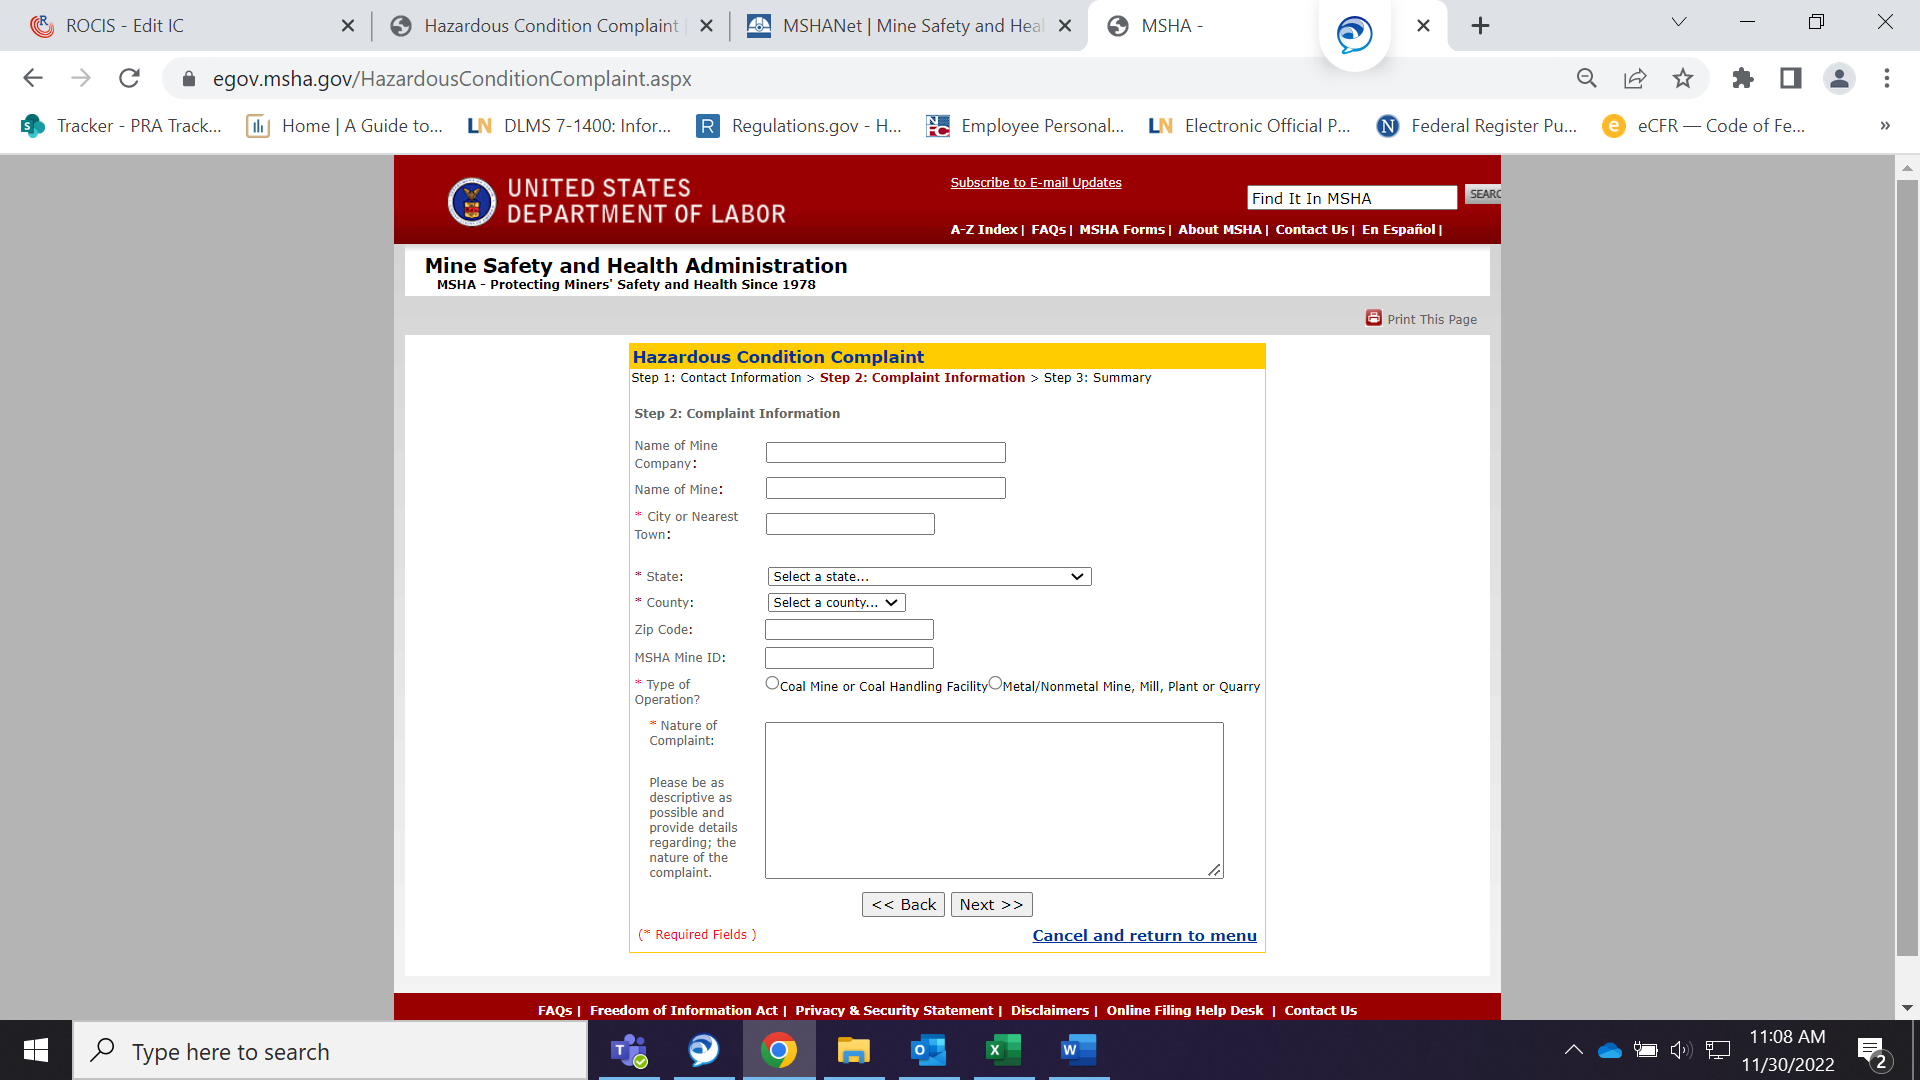 ROCIS - Edit IC
Hazardous Condition Complaint
MSHANet | Mine Safety and Heal
MSHA -
egov.msha.gov/HazardousConditionComplaint.aspx
Tracker - PRA Track...
Home | A Guide to...
DLMS 7-1400: Infor...
Regulations.gov - H...
Employee Personal...
Electronic Official P...
Federal Register Pu...
eCFR — Code of Fe...
»
UNITED STATES
DEPARTMENT OF LABOR
Subscribe to E-mail Updates
Find It In MSHA
SEARC
A-Z Index | FAQs | MSHA Forms | About MSHA | Contact Us | En Español |
Mine Safety and Health Administration
MSHA - Protecting Miners' Safety and Health Since 1978
Print This Page
Hazardous Condition Complaint
Step 1: Contact Information > Step 2: Complaint Information > Step 3: Summary
Step 2: Complaint Information
Name of Mine
Company:
Name of Mine:
* City or Nearest
Town:
* State:
Select a state...
* County:
Select a county...
Zip Code:
MSHA Mine ID:
* Type of
Operation?
Coal Mine or Coal Handling Facility
Metal/Nonmetal Mine, Mill, Plant or Quarry
* Nature of
Complaint:
Please be as
descriptive as
possible and
provide details
regarding; the
nature of the
complaint.
<< Back
Next >>
(* Required Fields )
Cancel and return to menu
FAQs | Freedom of Information Act | Privacy & Security Statement | Disclaimers | Online Filing Help Desk | Contact Us
Type here to search
11:08 AM
11/30/2022
2